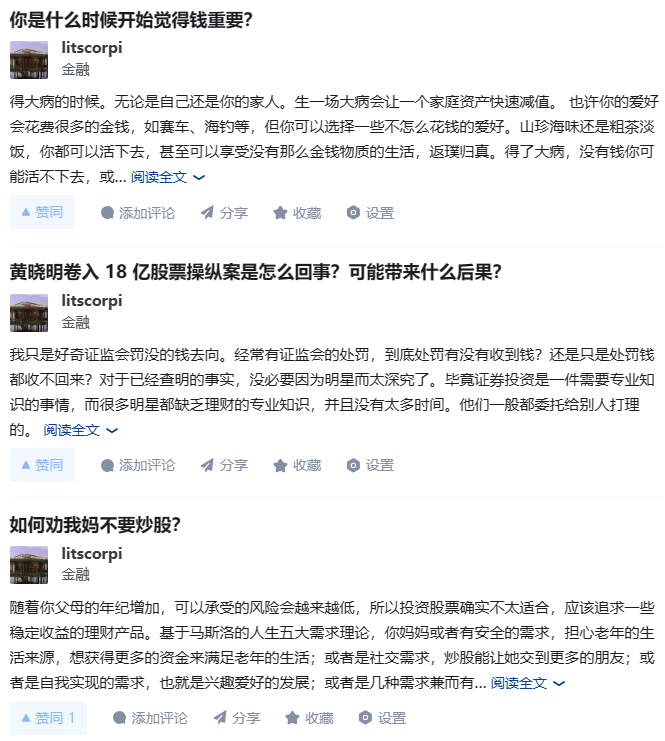 你是什么时候开始觉得钱重要？
litscorpi
金融
得大病的时候。无论是自己还是你的家人。生一场大病会让一个家庭资产快速减值。 也许你的爱好
会花费很多的金钱，如赛车、海钓等，但你可以选择一些不怎么花钱的爱好。山珍海味还是粗茶淡
饭，你都可以活下去，甚至可以享受没有那么金钱物质的生活，返璞归真。得了大病，没有钱你可
能活不下去，或... 阅读全文
赞同 添加评论 分享 收藏 设置
黄晓明卷入 18 亿股票操纵案是怎么回事？可能带来什么后果？
litscorpi
金融
我只是好奇证监会罚没的钱去向。经常有证监会的处罚，到底处罚有没有收到钱？还是只是处罚钱
都收不回来？对于已经查明的事实，没必要因为明星而太深究了。毕竟证券投资是一件需要专业知
识的事情，而很多明星都缺乏理财的专业知识，并且没有太多时间。他们一般都委托给别人打理
的。 阅读全文
赞同 添加评论 分享 收藏 设置
如何劝我妈不要炒股？
litscorpi
金融
随着你父母的年纪增加，可以承受的风险会越来越低，所以投资股票确实不太适合，应该追求一些
稳定收益的理财产品。基于马斯洛的人生五大需求理论，你妈妈或者有安全的需求，担心老年的生
活来源，想获得更多的资金来满足老年的生活；或者是社交需求，炒股能让她交到更多的朋友；或
者是自我实现的需求，也就是兴趣爱好的发展；或者是几种需求兼而有... 阅读全文
赞同 1 添加评论 分享 收藏 设置